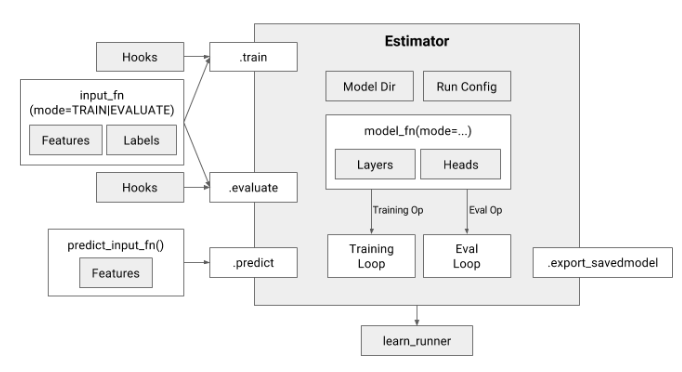 Estimator
Hooks
.train
Model Dir
Run Config
input_fn
(mode=TRAIN|EVALUATE)
Features
Labels
model_fn(mode=...)
Layers
Heads
Hooks
.evaluate
Training Op
Eval Op
predict_input_fn()
Features
.predict
Training
Loop
Eval
Loop
.export_savedmodel
learn_runner